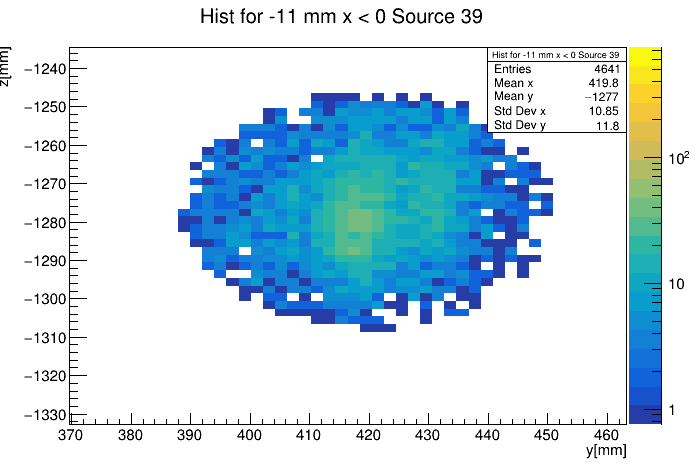 Hist for -11 mm x < 0 Source 39
z[mm]
−1240
−1250
−1260
−1270
−1280
−1290
−1300
−1310
−1320
−1330
Hist for -11 mm x < 0 Source 39
Entries 4641
Mean x 419.8
Mean y −1277
Std Dev x 10.85
Std Dev y 11.8
10²
10
1
370 380 390 400 410 420 430 440 450 460
y[mm]